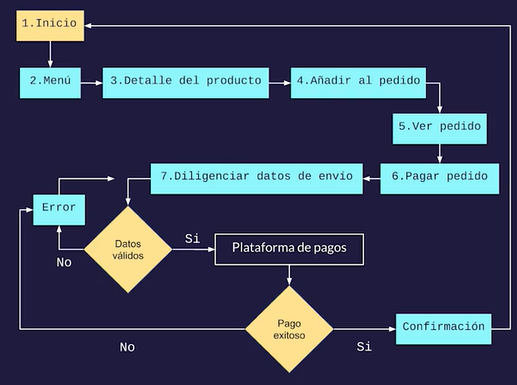 1.Inicio
2.Menú
3.Detalle del producto
4.Añadir al pedido
5.Ver pedido
6.Pagar pedido
7.Diligenciar datos de envío
Error
Datos
válidos
Si
No
Plataforma de pagos
Pago
exitoso
Confirmación
No
Si